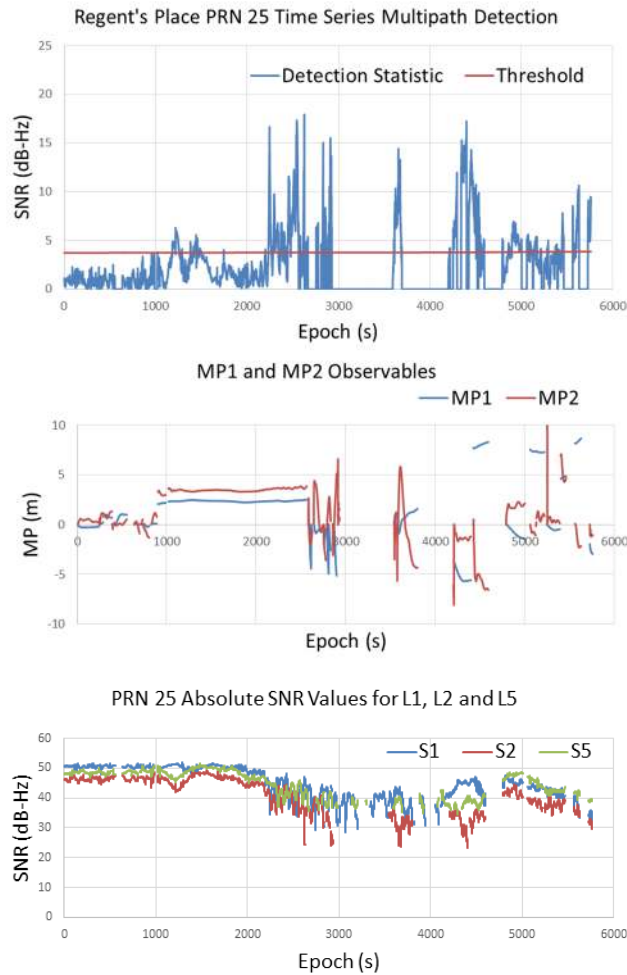 Regent's Place PRN 25 Time Series Multipath Detection
25
Detection Statistic Threshold
20
15
10
5
0
0 1000 2000 3000 4000 5000 6000
SNR (dB-Hz)
Epoch (s)
MP1 and MP2 Observables
10
MP1 MP2
5
0
0 1000 2000 3000 4000 5000 6000
-5
-10
MP (m)
Epoch (s)
PRN 25 Absolute SNR Values for L1, L2 and L5
60
S1 S2 S5
50
40
30
20
10
0
0 1000 2000 3000 4000 5000 6000
SNR (dB-Hz)
Epoch (s)